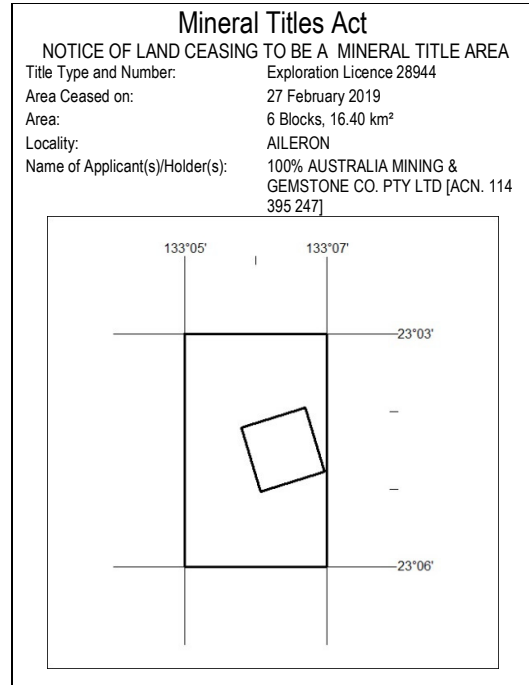 Mineral Titles Act
NOTICE OF LAND CEASING TO BE A MINERAL TITLE AREA
Title Type and Number: Exploration Licence 28944
Area Ceased on: 27 February 2019
Area: 6 Blocks, 16.40 km²
Locality: AILERON
Name of Applicant(s)/Holder(s): 100% AUSTRALIA MINING &
GEMSTONE CO. PTY LTD [ACN. 114
395 247]
133°05' 133°07'
23°03'
23°06'